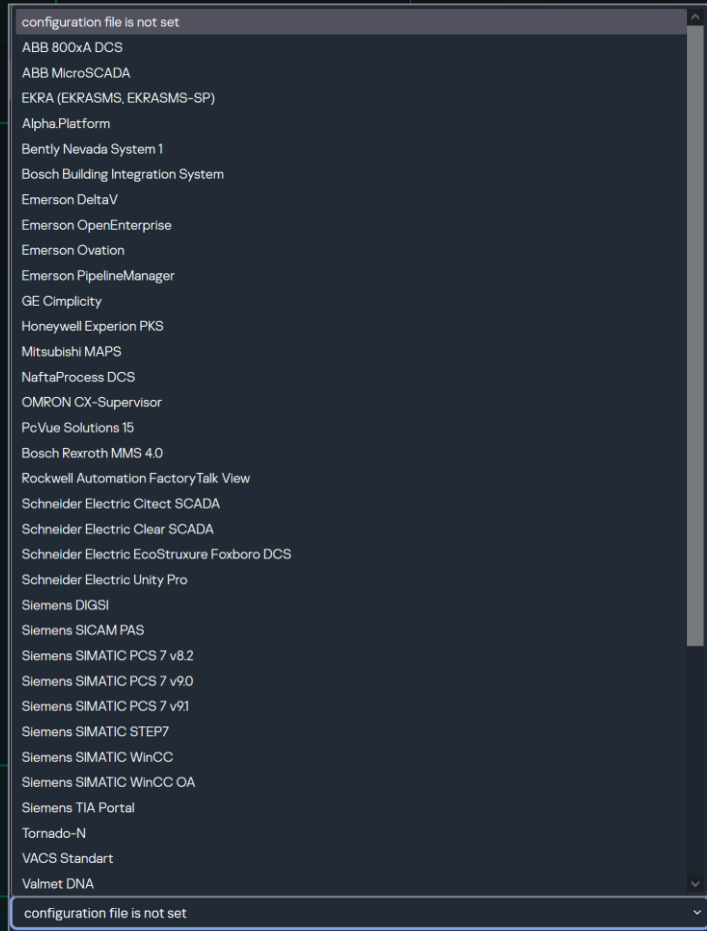 configuration file is not set
ABB 800xA DCS
ABB MicroSCADA
EKRA (EKRASMS, EKRASMS-SP)
Alpha.Platform
Bently Nevada System 1
Bosch Building Integration System
Emerson DeltaV
Emerson OpenEnterprise
Emerson Ovation
Emerson PipelineManager
GE Cimplicity
Honeywell Experion PKS
Mitsubishi MAPS
NaftaProcess DCS
OMRON CX-Supervisor
PcVue Solutions 15
Bosch Rexroth MMS 4.0
Rockwell Automation FactoryTalk View
Schneider Electric Citect SCADA
Schneider Electric Clear SCADA
Schneider Electric EcoStruxure Foxboro DCS
Schneider Electric Unity Pro
Siemens DIGSI
Siemens SICAM PAS
Siemens SIMATIC PCS 7 v8.2
Siemens SIMATIC PCS 7 v9.0
Siemens SIMATIC PCS 7 v9.1
Siemens SIMATIC STEP7
Siemens SIMATIC WinCC
Siemens SIMATIC WinCC OA
Siemens TIA Portal
Tornado-N
VACS Standart
Valmet DNA
configuration file is not set